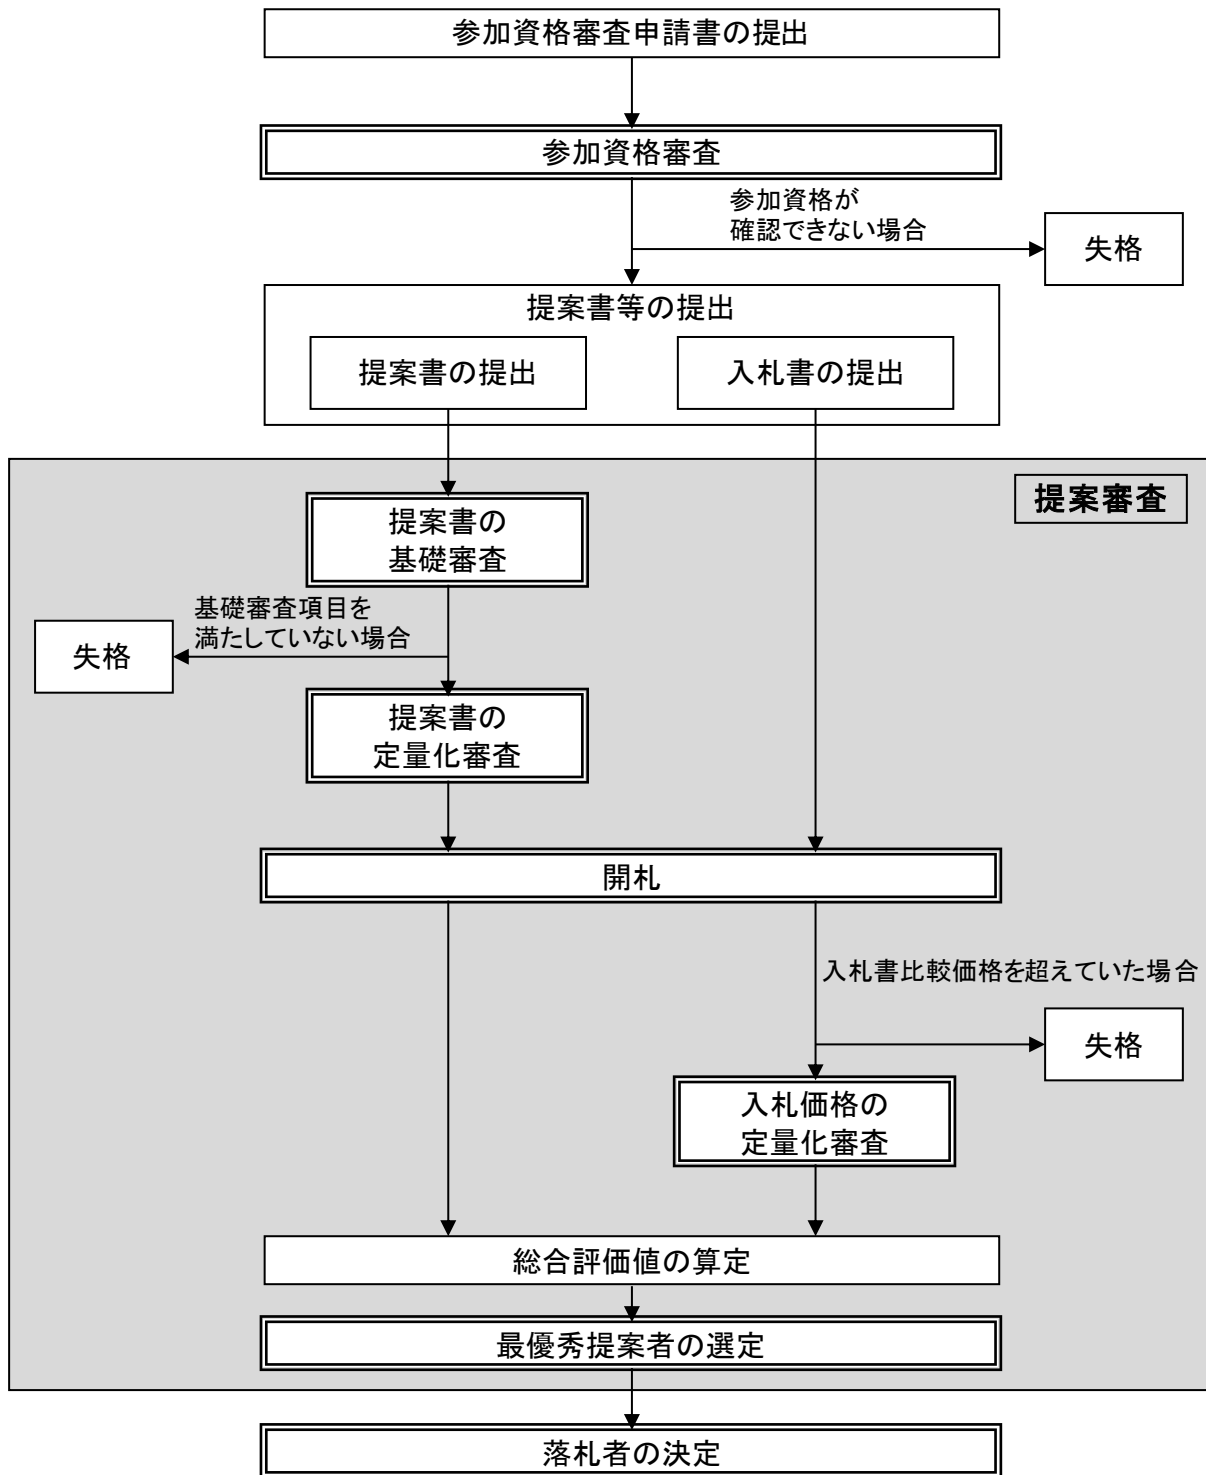 参加資格審査申請書の提出
参加資格審査
参加資格が
確認できない場合
失格
提案書等の提出
提案書の提出
入札書の提出
提案審査
提案書の
基礎審査
基礎審査項目を
満たしていない場合
失格
提案書の
定量化審査
開札
入札書比較価格を超えていた場合
失格
入札価格の
定量化審査
総合評価値の算定
最優秀提案者の選定
落札者の決定